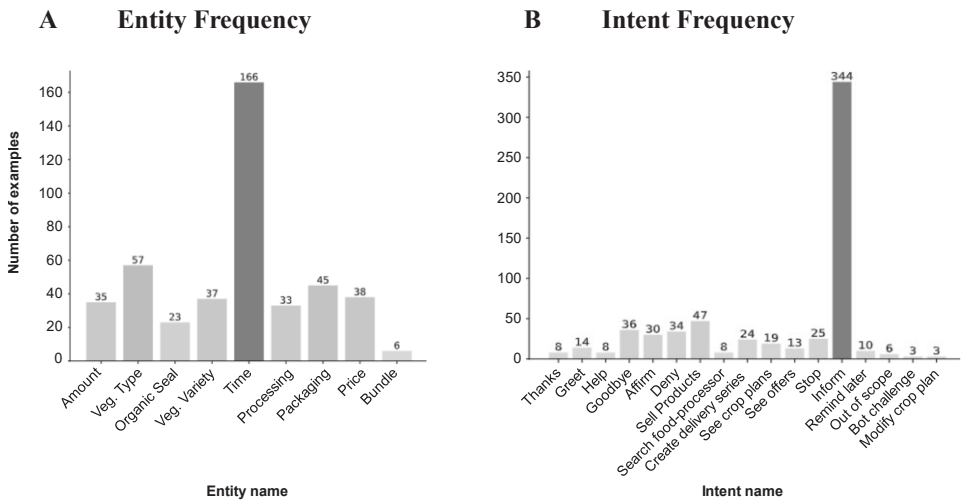 A Entity Frequency
Number of examples
160
140
120
100
80
60
40
20
0
35
57
23
37
166
33
45
38
6
Amount
Veg. Type
Organic Seal
Veg. Variety
Time
Processing
Packaging
Price
Bundle
Entity name
B Intent Frequency
350
300
250
200
150
100
50
0
8
14
8
36
30
34
47
8
24
19
13
25
344
10
6
3
3
Thanks
Greet
Help
Goodbye
Affirm
Deny
Sell Products
Search food-processor
Create delivery series
See crop plans
See offers
Stop
Inform
Remind later
Out of scope
Bot challenge
Modify crop plan
Intent name